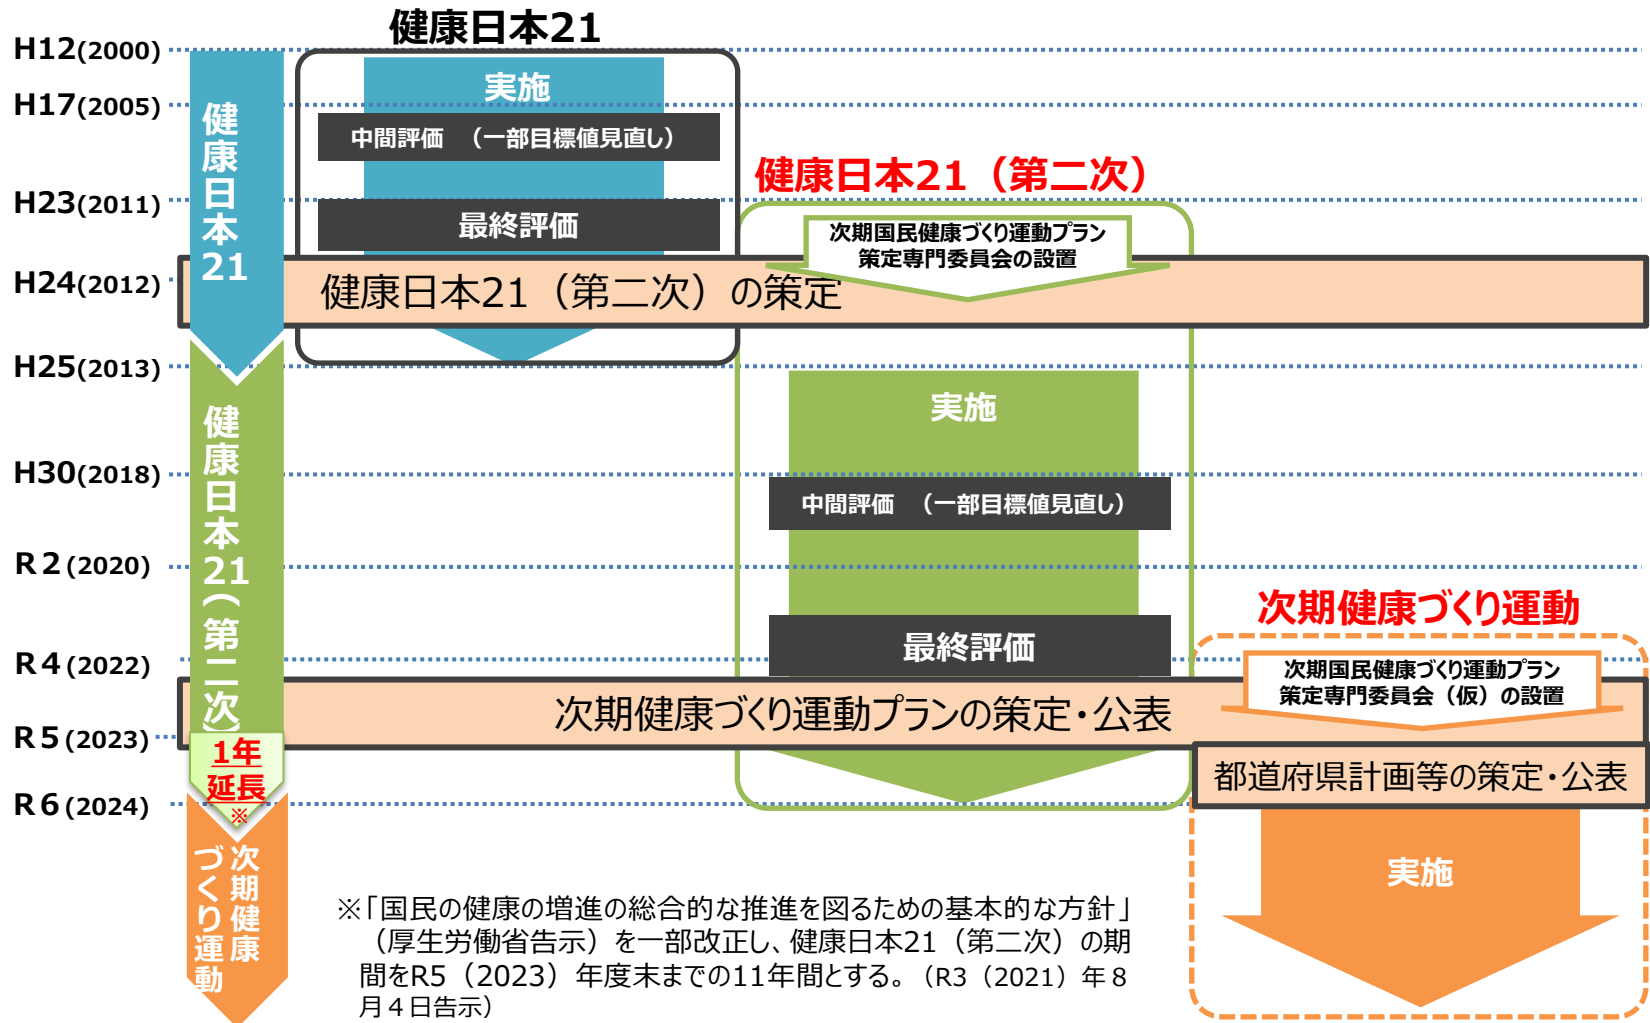 健康日本21
H12(2000)
H17(2005)
H23(2011)
H24(2012)
H25(2013)
H30(2018)
R２(2020)
R４(2022)
R５(2023)
R６(2024)
健康日本21
健康日本21（第二次）
1年
延長
※
次期健康
づくり運動
実施
中間評価　（一部目標値見直し）
最終評価
健康日本21（第二次）
次期国民健康づくり運動プラン
策定専門委員会の設置
健康日本21（第二次）の策定
実施
中間評価　（一部目標値見直し）
最終評価
次期健康づくり運動
次期国民健康づくり運動プラン
策定専門委員会（仮）の設置
次期健康づくり運動プランの策定・公表
都道府県計画等の策定・公表
実施
※「国民の健康の増進の総合的な推進を図るための基本的な方針」
（厚生労働省告示）を一部改正し、健康日本21（第二次）の期
間をR5（2023）年度末までの11年間とする。（R3（2021）年８
月４日告示）